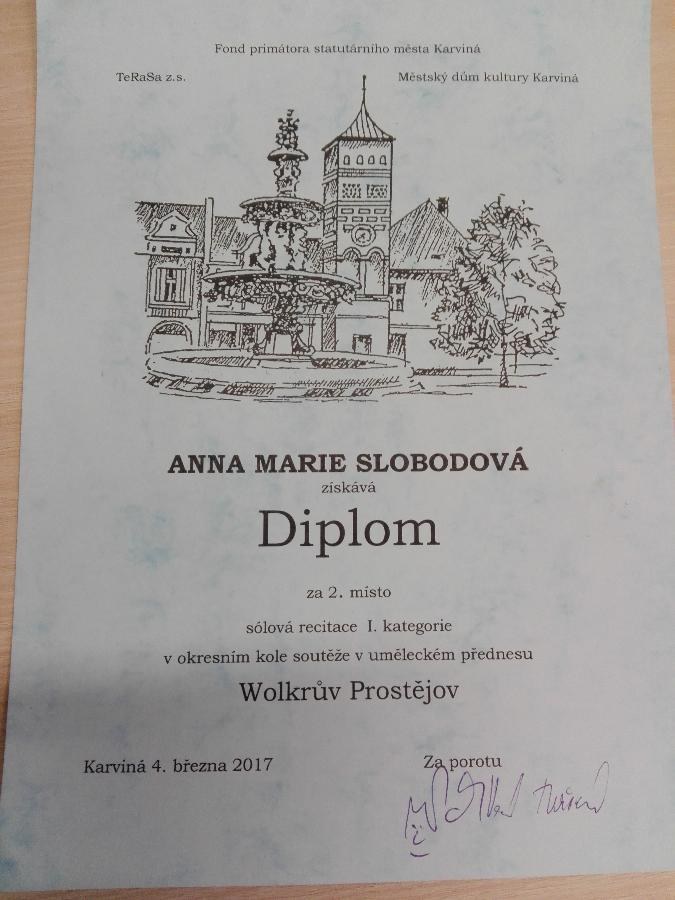 Fond primátora statutárního města Karviná
TeRaSa z.s.
Městský dům kultury Karviná
ANNA MARIE SLOBODOVÁ
získává
Diplom
za 2. místo
sólová recitace I. kategorie
v okresním kole soutěže v uměleckém přednesu
Wolkrův Prostějov
Karviná 4. března 2017
Za porotu